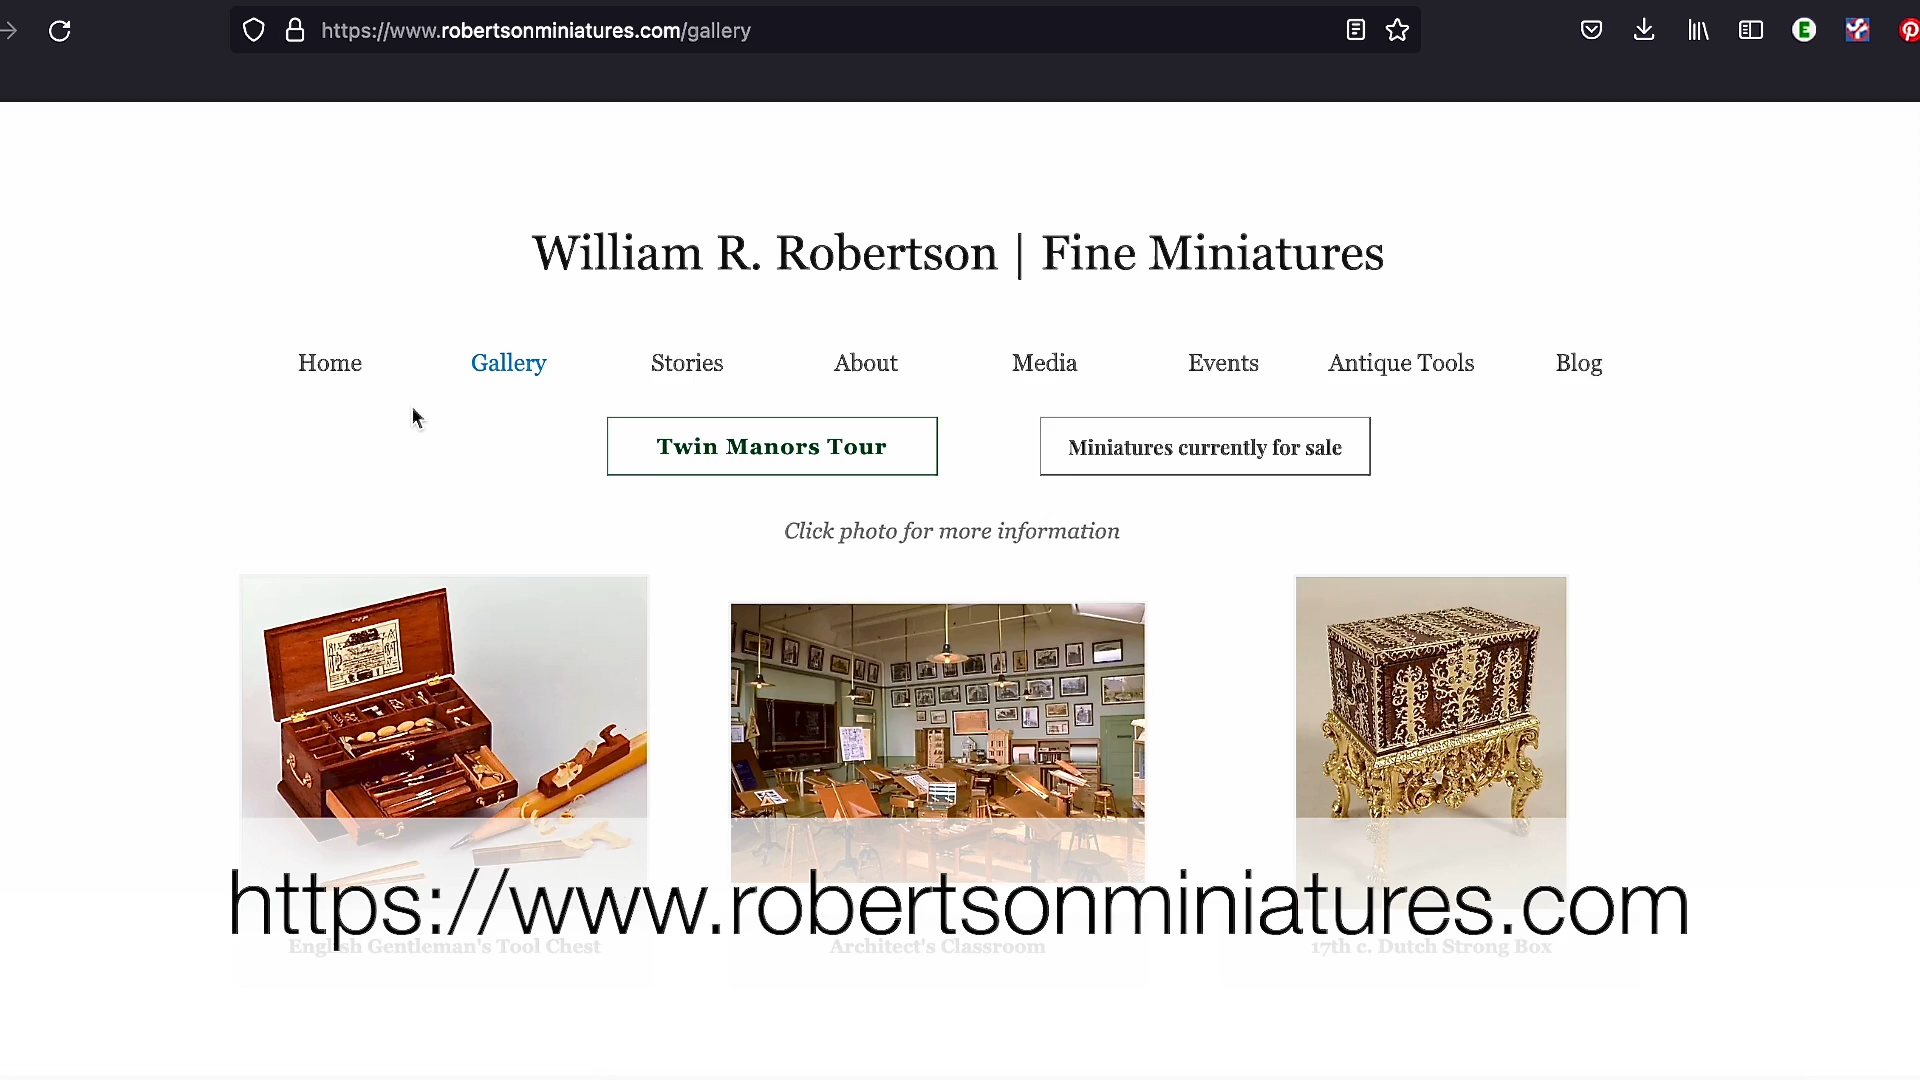 https://www.robertsonminiatures.com/gallery
William R. Robertson | Fine Miniatures
Home Gallery Stories About Media Events Antique Tools Blog
Twin Manors Tour Miniatures currently for sale
Click photo for more information
https://www.robertsonminiatures.com
English Gentleman's Tool Chest Architect's Classroom 17th c. Dutch Strong Box